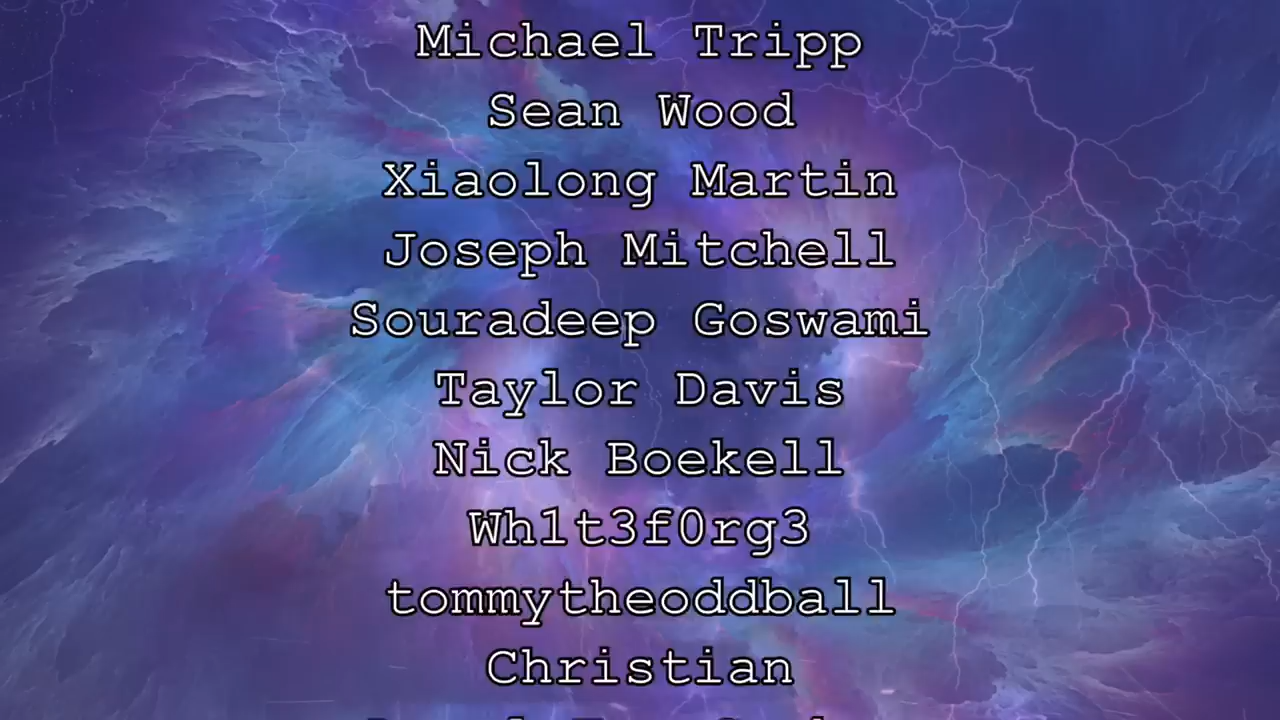 Michael Tripp
Sean Wood
Xiaolong Martin
Joseph Mitchell
Souradeep Goswami
Taylor Davis
Nick Boekell
Wh1t3f0rg3
tommytheoddball
Christian